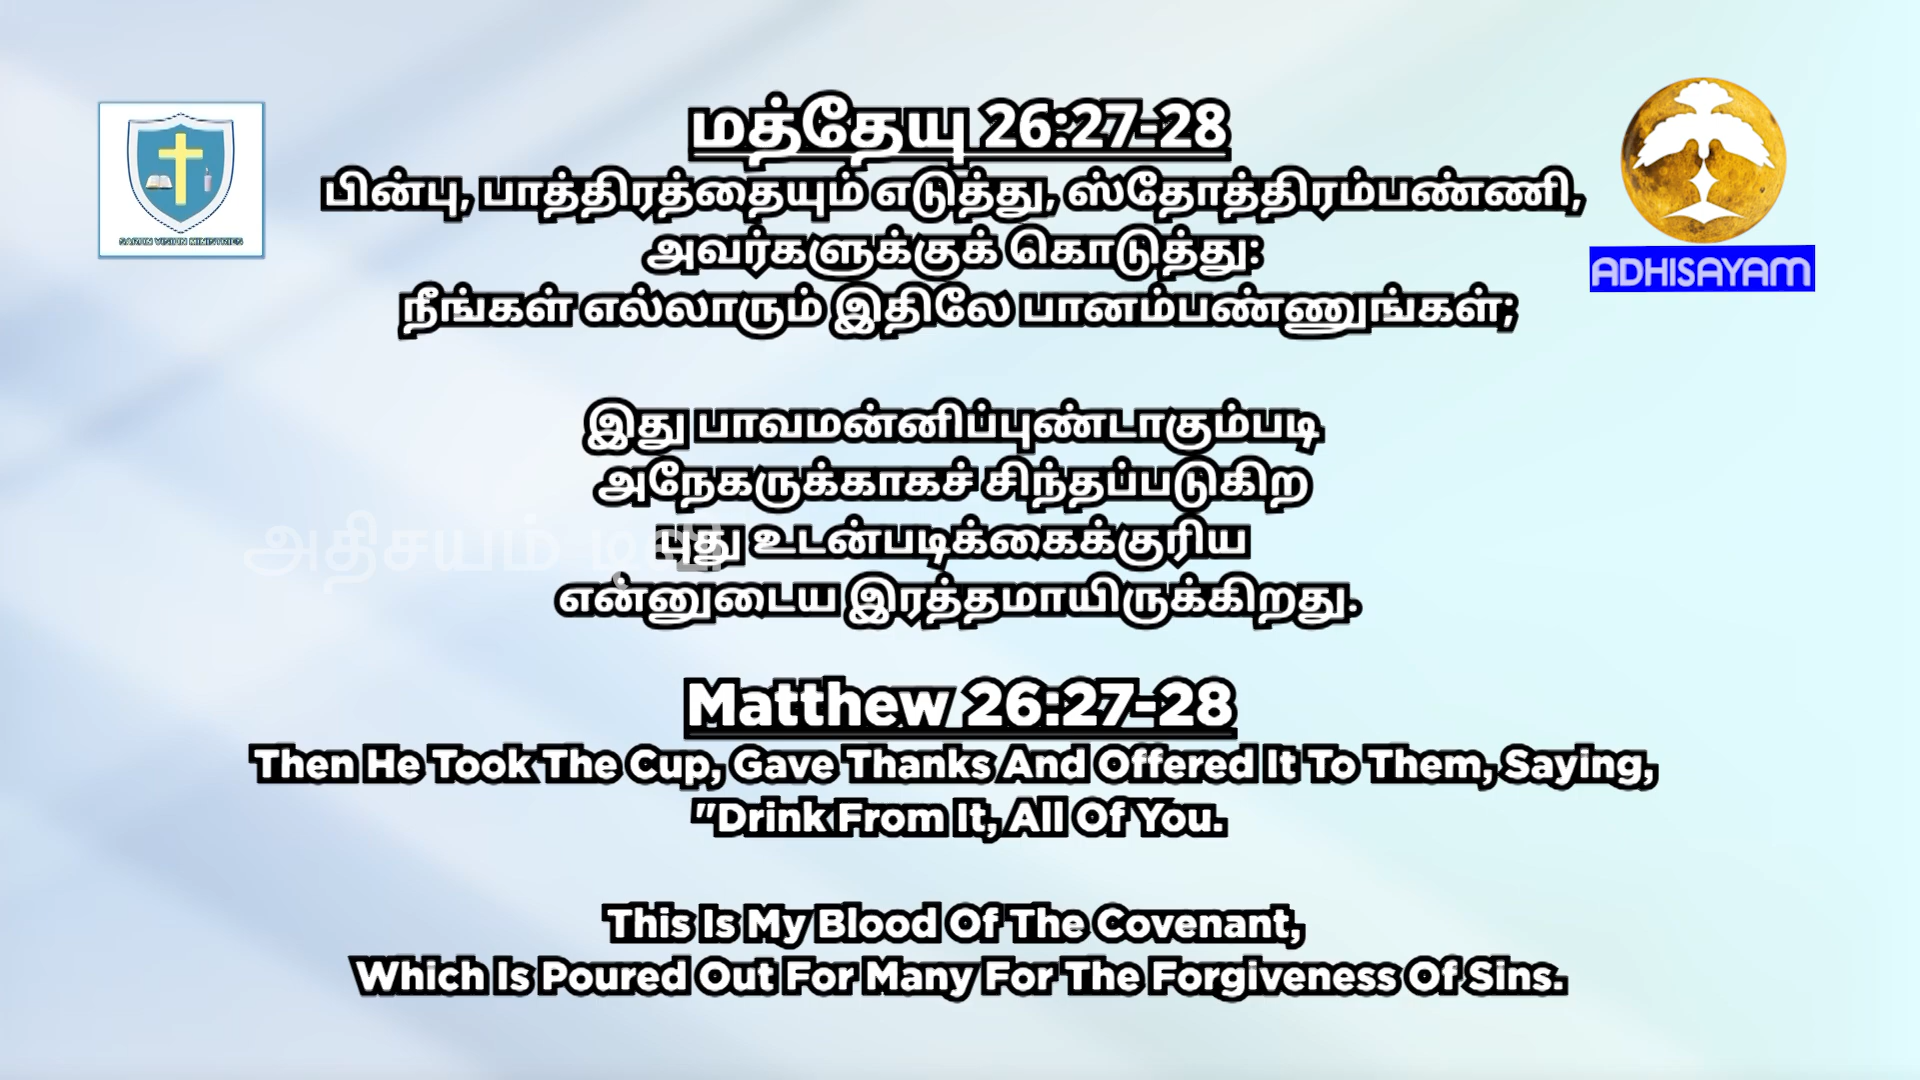 மத்தேயு 26:27-28
பின்பு, பாத்திரத்தையும் எடுத்து, ஸ்தோத்திரம்பண்ணி,
அவர்களுக்குக் கொடுத்து:
நீங்கள் எல்லாரும் இதிலே பானம்பண்ணுங்கள்;
ADHISAYAM
இது பாவமன்னிப்புண்டாகும்படி
அநேகருக்காகச் சிந்தப்படுகிற
புது உடன்படிக்கைக்குரிய
அதிசயம்
என்னுடைய இரத்தமாயிருக்கிறது.
Matthew 26:27-28
Then He Took The Cup, Gave Thanks And Offered It To Them, Saying,
"Drink From It, All Of You.
This Is My Blood Of The Covenant,
Which Is Poured Out For Many For The Forgiveness Of Sins.